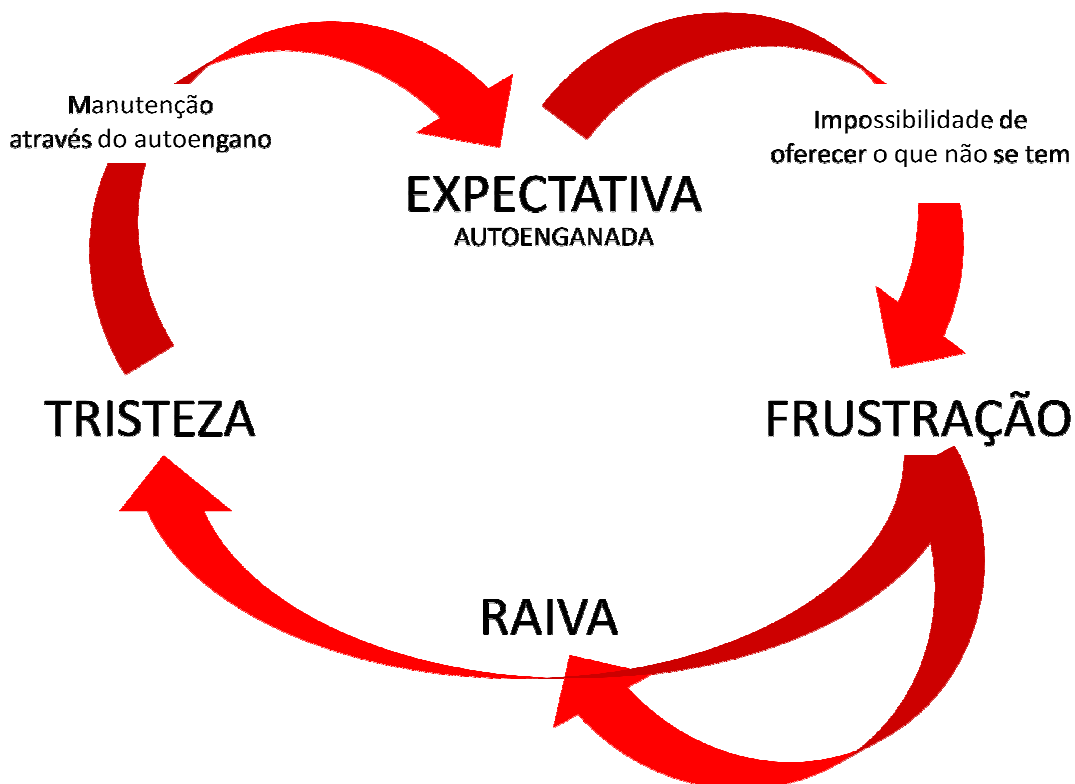 Manutenção
através do autoengano
Impossibilidade de
oferecer o que não se tem
EXPECTATIVA
AUTOENGANADA
TRISTEZA
FRUSTRAÇÃO
RAIVA